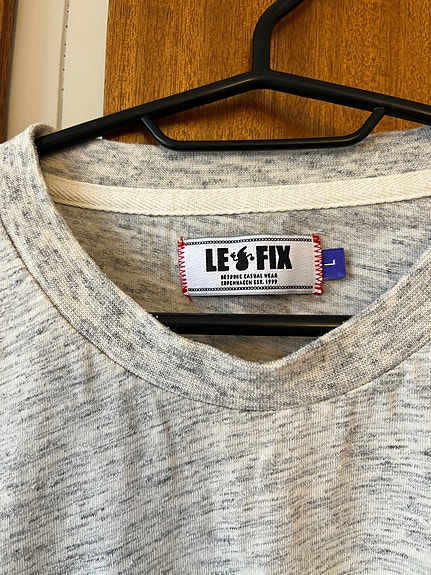 LE FIX
BESPOKE CASUAL WEAR
COPENHAGEN EST. 1999
L